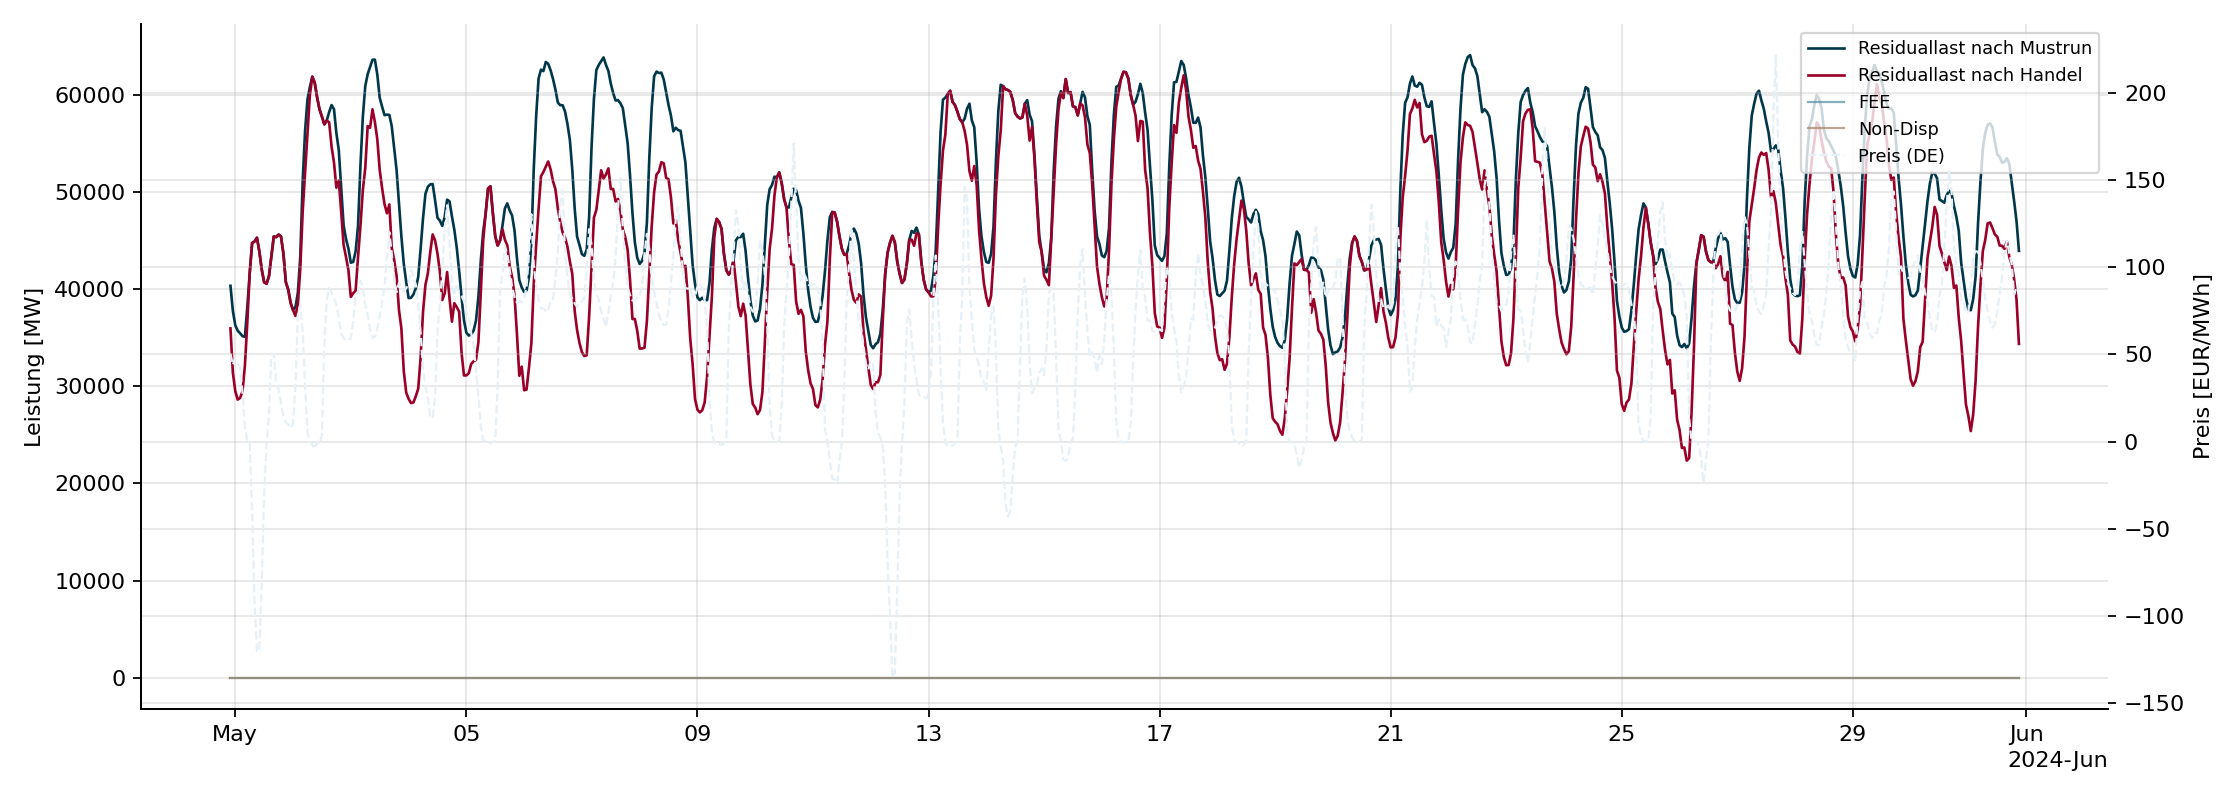 Residuallast nach Mustrun
Residuallast nach Handel
FEE
Non-Disp
Preis (DE)
Leistung [MW]
60000
50000
40000
30000
20000
10000
0
Preis [EUR/MWh]
200
150
100
50
0
−50
−100
−150
May
05
09
13
17
21
25
29
Jun
2024-Jun